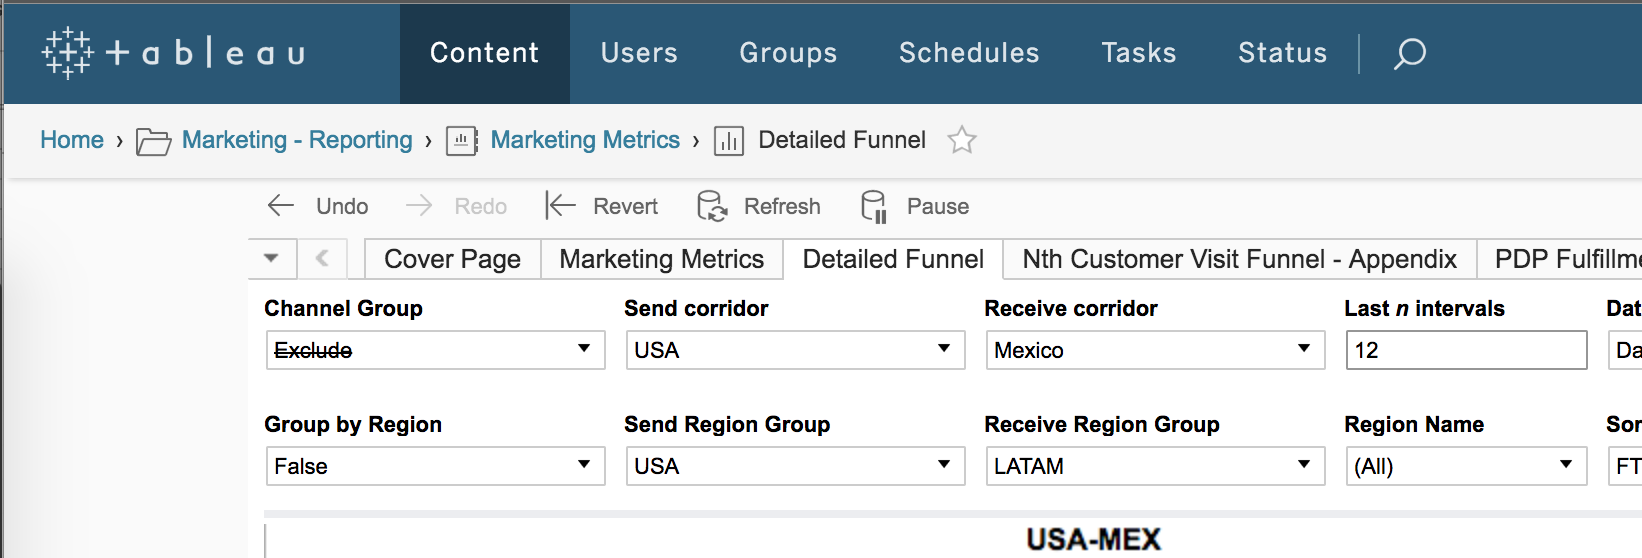 +ableau Content Users Groups Schedules Tasks Status
Home › Marketing - Reporting › Marketing Metrics › Detailed Funnel
Undo Redo Revert Refresh Pause
Cover Page Marketing Metrics Detailed Funnel Nth Customer Visit Funnel - Appendix PDP Fulfillme
Channel Group Send corridor Receive corridor Last n intervals Dat
Exclude USA Mexico 12 Da
Group by Region Send Region Group Receive Region Group Region Name Sor
False USA LATAM (All) FT
USA-MEX